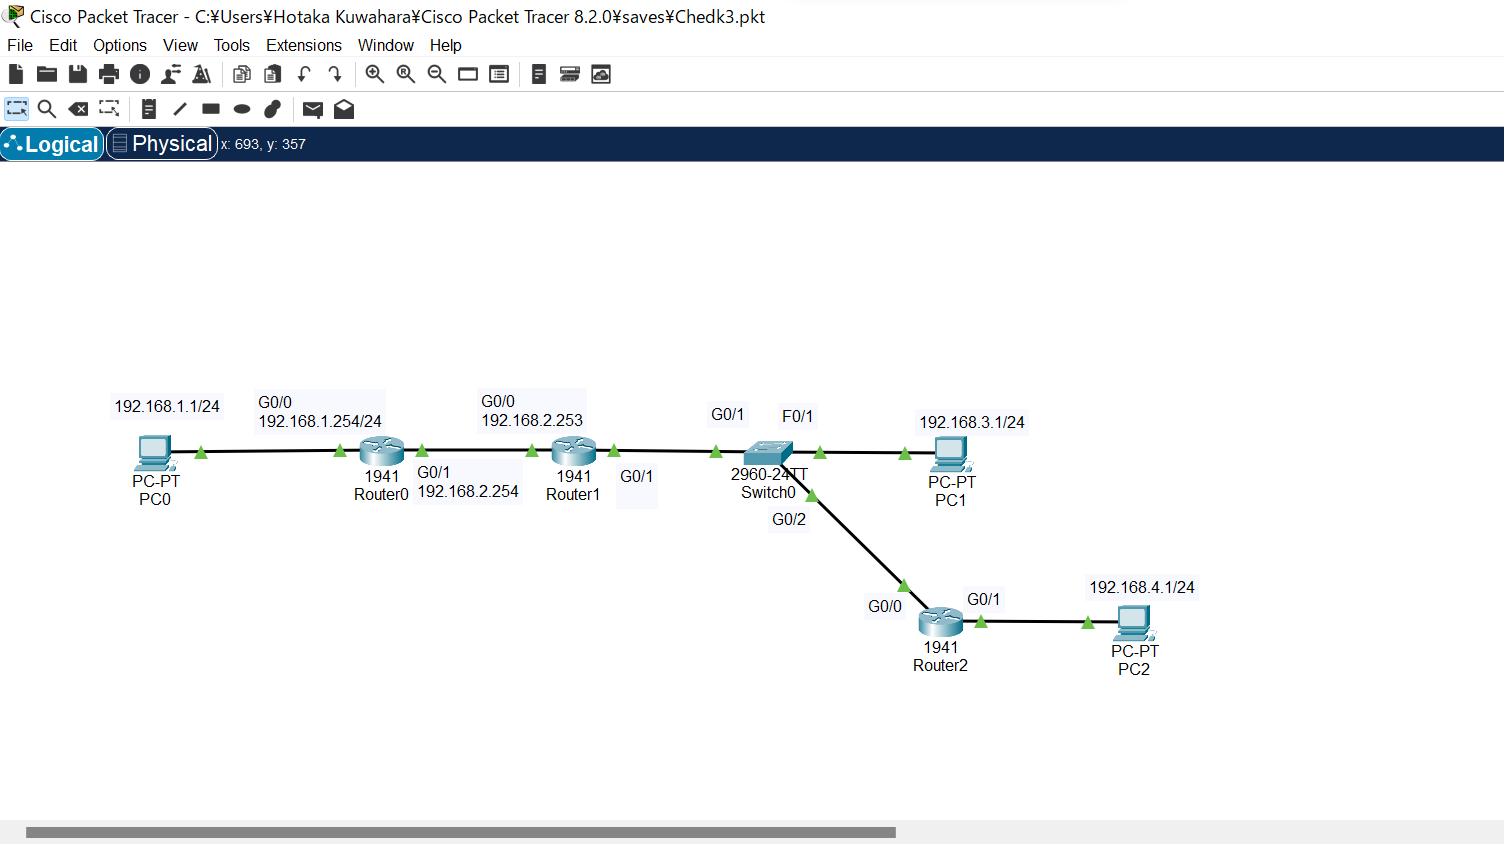 Cisco Packet Tracer - C:¥Users¥Hotaka Kuwahara¥Cisco Packet Tracer 8.2.0¥saves¥Chedk3.pkt
File Edit Options View Tools Extensions Window Help
Logical Physical x: 693, y: 357
192.168.1.1/24
G0/0
192.168.1.254/24
G0/0
192.168.2.253
G0/1
F0/1
192.168.3.1/24
PC-PT
PC0
1941
Router0
G0/1
192.168.2.254
1941
Router1
G0/1
2960-24TT
Switch0
G0/2
PC-PT
PC1
G0/0
G0/1
192.168.4.1/24
1941
Router2
PC-PT
PC2